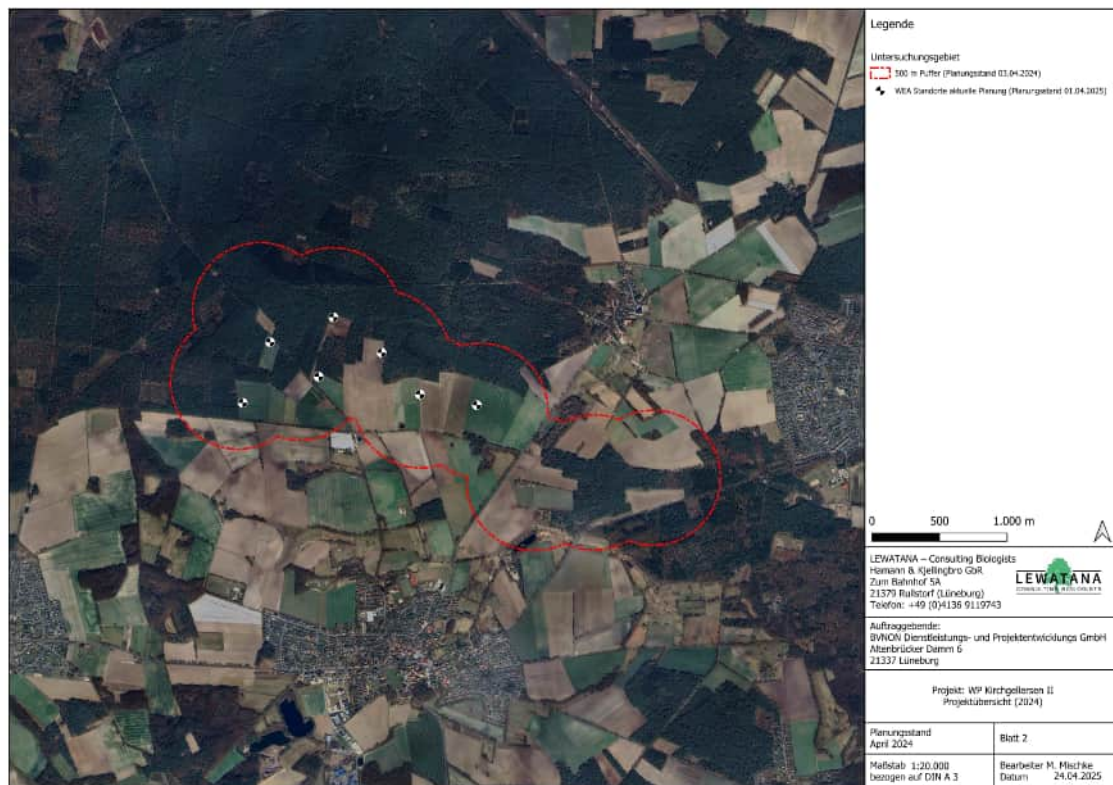 Legende
Untersuchungsgebiet
500 m Puffer (Planungsstand 03.04.2024)
WEA Standorte aktuelle Planung (Planungsstand 01.04.2025)
0 500 1.000 m
LEWATANA – Consulting Biologists
Hamann & Kjellingbro GbR
Zum Bahnhof 5A
21379 Rullstorf (Lüneburg)
Telefon: +49 (0)4136 9119743
LEWATANA
CONSULTING BIOLOGISTS
Auftraggebende:
BVNON Dienstleistungs- und Projektentwicklungs GmbH
Altenbrücker Damm 6
21337 Lüneburg
Projekt: WP Kirchgellersen II
Projektübersicht (2024)
Planungsstand
April 2024
Blatt 2
Maßstab 1:20.000
bezogen auf DIN A 3
Bearbeiter M. Mischke
Datum 24.04.2025